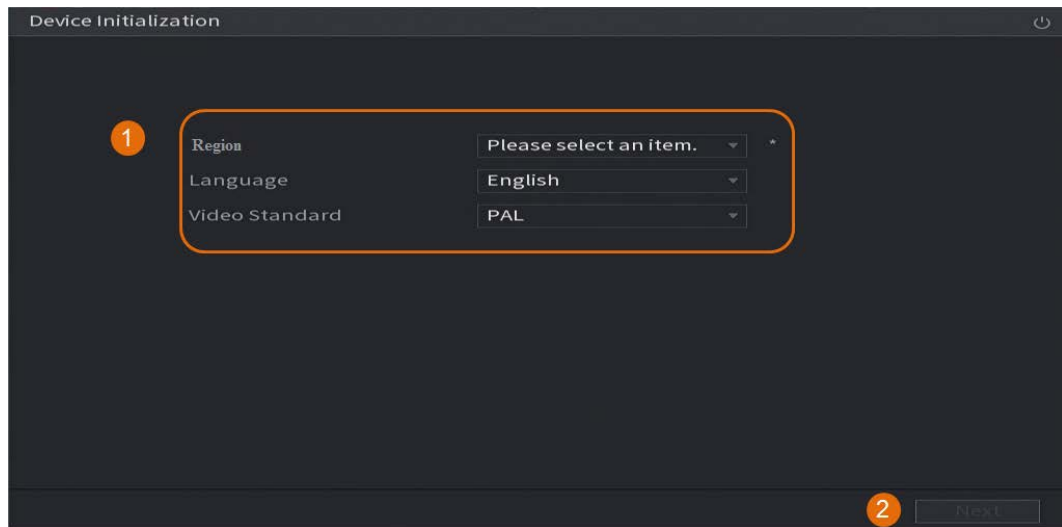 Device Initialization
1
Region Please select an item. *
Language English
Video Standard PAL
2 Next